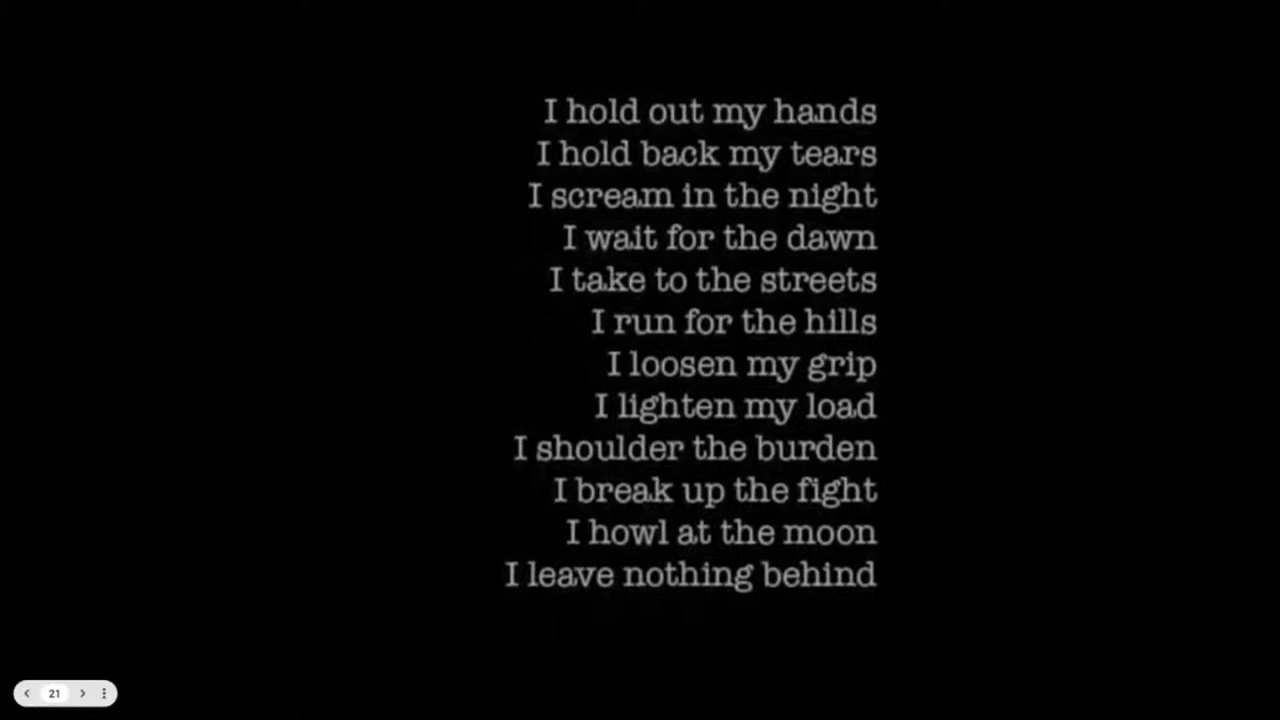 I hold out my hands
I hold back my tears
I scream in the night
I wait for the dawn
I take to the streets
I run for the hills
I loosen my grip
I lighten my load
I shoulder the burden
I break up the fight
I howl at the moon
I leave nothing behind
21